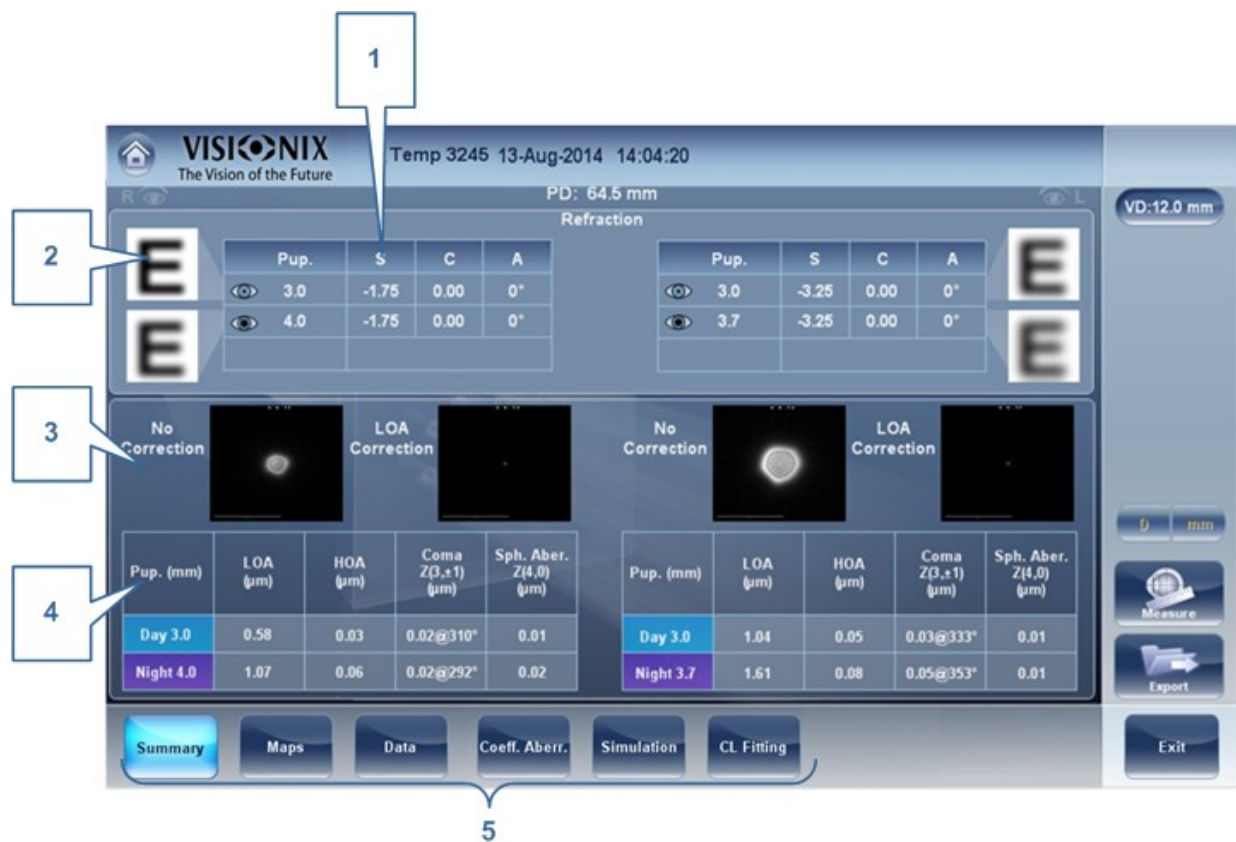 1
VISIONIX
The Vision of the Future
Temp 3245 13-Aug-2014 14:04:20
R
PD: 64.5 mm
L
VD:12.0 mm
Refraction
2
E
Pup. S C A
3.0 -1.75 0.00 0°
E
4.0 -1.75 0.00 0°
Pup. S C A
3.0 -3.25 0.00 0°
E
3.7 -3.25 0.00 0°
E
3
No
Correction
LOA
Correction
No
Correction
LOA
Correction
D mm
4
Pup. (mm) LOA (μm) HOA (μm) Coma Z(3,±1) (μm) Sph. Aber. Z(4,0) (μm)
Day 3.0 0.58 0.03 0.02@310° 0.01
Night 4.0 1.07 0.06 0.02@292° 0.02
Pup. (mm) LOA (μm) HOA (μm) Coma Z(3,±1) (μm) Sph. Aber. Z(4,0) (μm)
Day 3.0 1.04 0.05 0.03@333° 0.01
Night 3.7 1.61 0.08 0.05@353° 0.01
Measure
Export
Summary Maps Data Coeff. Aberr. Simulation CL Fitting Exit
5